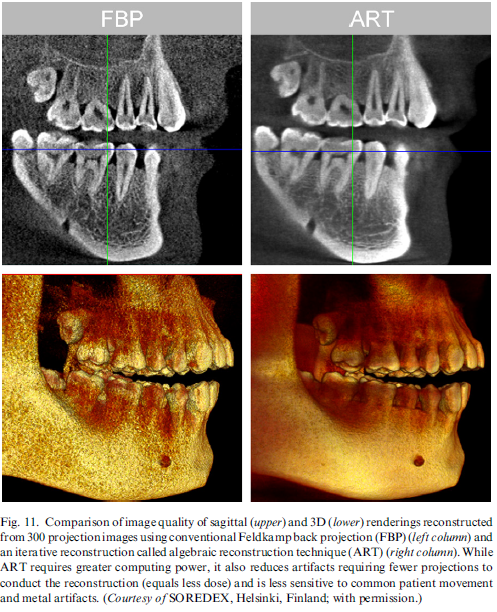 FBP
ART
Fig. 11. Comparison of image quality of sagittal (upper) and 3D (lower) renderings reconstructed
from 300 projection images using conventional Feldkamp back projection (FBP) (left column) and
an iterative reconstruction called algebraic reconstruction technique (ART) (right column). While
ART requires greater computing power, it also reduces artifacts requiring fewer projections to
conduct the reconstruction (equals less dose) and is less sensitive to common patient movement
and metal artifacts. (Courtesy of SOREDEX, Helsinki, Finland; with permission.)